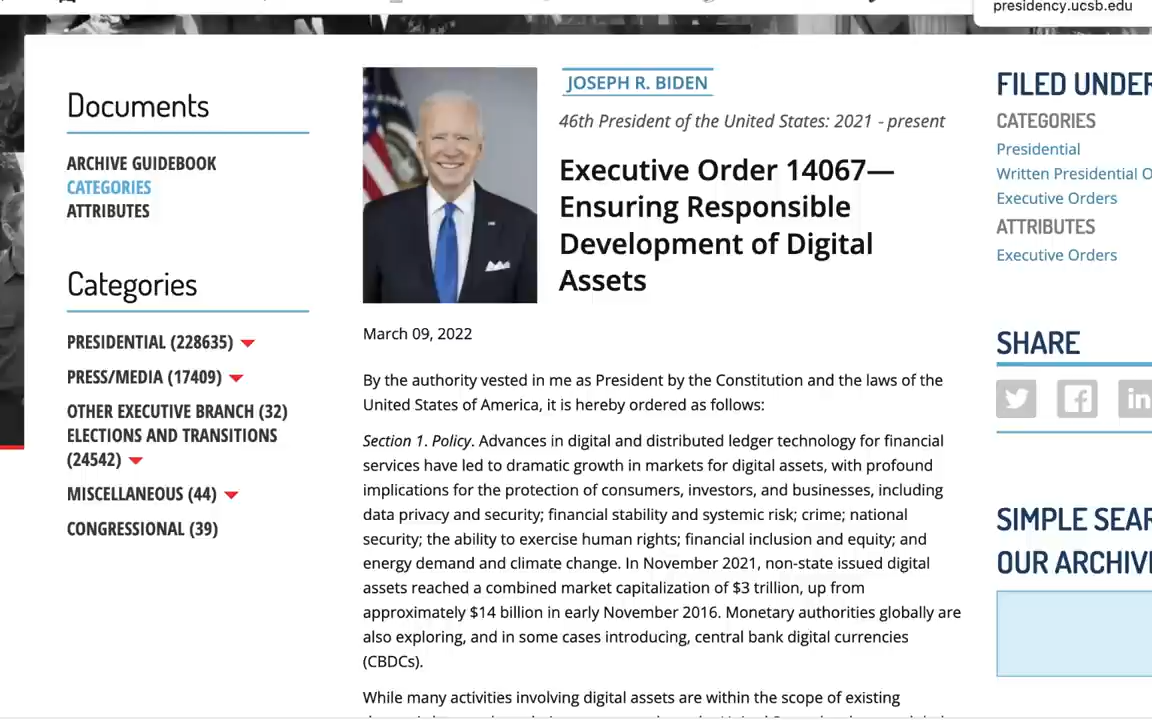 presidency.ucsb.edu
Documents
ARCHIVE GUIDEBOOK
CATEGORIES
ATTRIBUTES
Categories
PRESIDENTIAL (228635)
PRESS/MEDIA (17409)
OTHER EXECUTIVE BRANCH (32)
ELECTIONS AND TRANSITIONS
(24542)
MISCELLANEOUS (44)
CONGRESSIONAL (39)
JOSEPH R. BIDEN
46th President of the United States: 2021 - present
Executive Order 14067—
Ensuring Responsible
Development of Digital
Assets
March 09, 2022
By the authority vested in me as President by the Constitution and the laws of the
United States of America, it is hereby ordered as follows:
Section 1. Policy. Advances in digital and distributed ledger technology for financial
services have led to dramatic growth in markets for digital assets, with profound
implications for the protection of consumers, investors, and businesses, including
data privacy and security; financial stability and systemic risk; crime; national
security; the ability to exercise human rights; financial inclusion and equity; and
energy demand and climate change. In November 2021, non-state issued digital
assets reached a combined market capitalization of $3 trillion, up from
approximately $14 billion in early November 2016. Monetary authorities globally are
also exploring, and in some cases introducing, central bank digital currencies
(CBDCs).
While many activities involving digital assets are within the scope of existing
FILED UNDER
CATEGORIES
Presidential
Written Presidential O
Executive Orders
ATTRIBUTES
Executive Orders
SHARE
in
SIMPLE SEAR
OUR ARCHIV